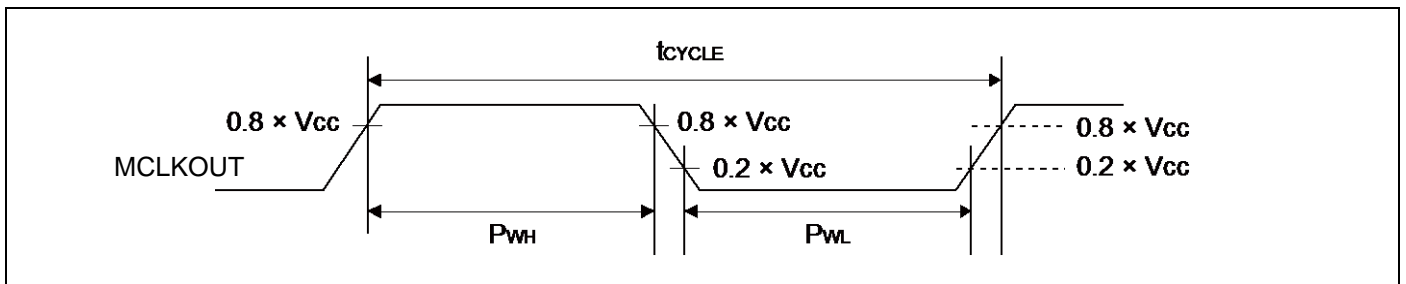 tCYCLE
0.8 × Vcc
0.8 × Vcc
0.8 × Vcc
MCLKOUT
0.2 × Vcc
0.2 × Vcc
PWH
PWL